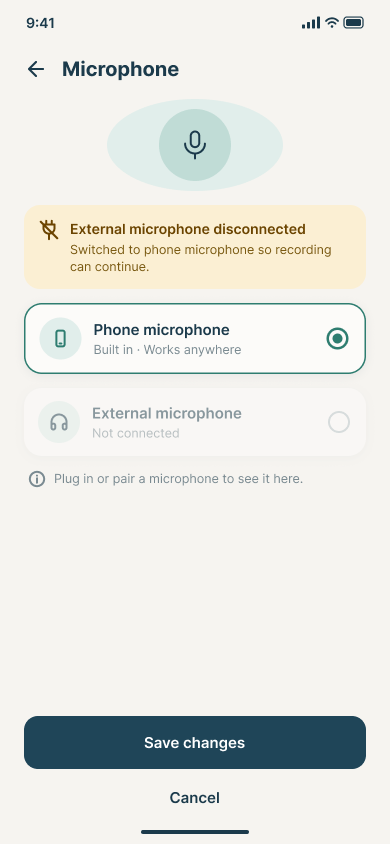 9:41
Microphone
External microphone disconnected
Switched to phone microphone so recording
can continue.
Phone microphone
Built in · Works anywhere
External microphone
Not connected
Plug in or pair a microphone to see it here.
Save changes
Cancel